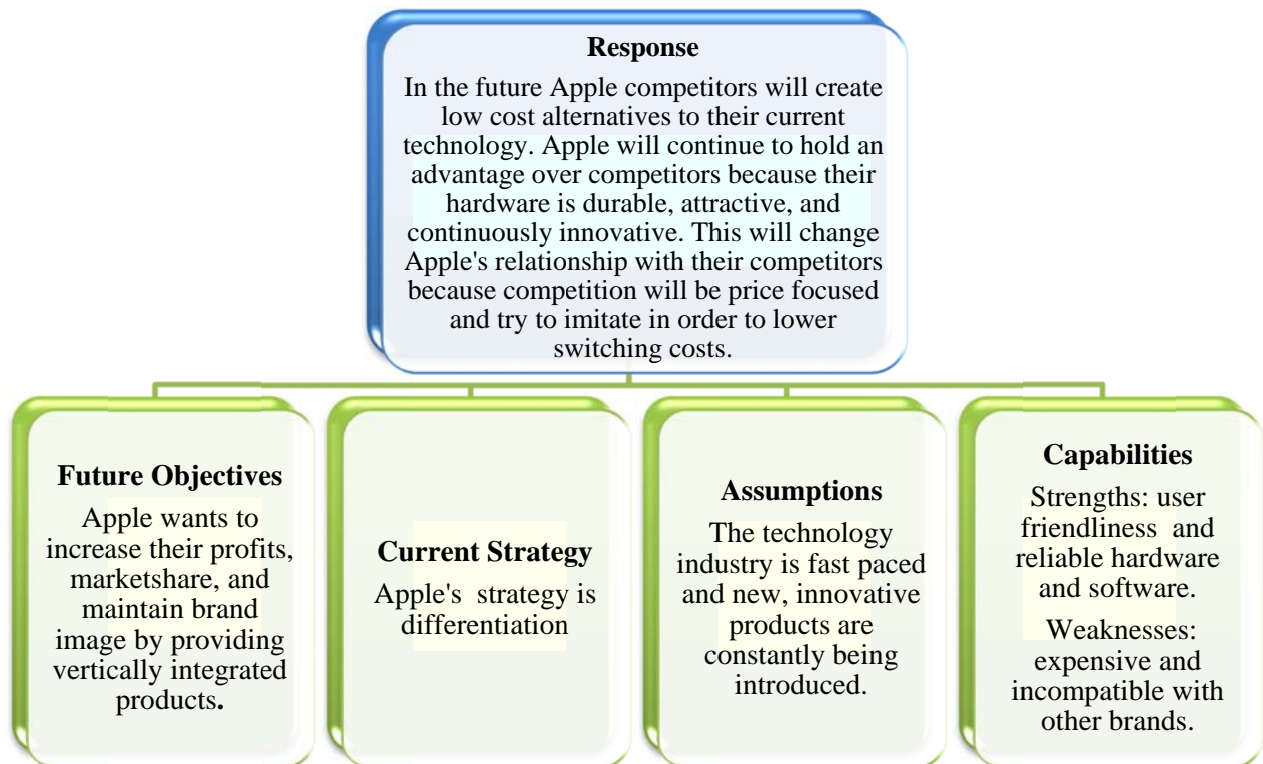 Response
In the future Apple competitors will create
low cost alternatives to their current
technology. Apple will continue to hold an
advantage over competitors because their
hardware is durable, attractive, and
continuously innovative. This will change
Apple's relationship with their competitors
because competition will be price focused
and try to imitate in order to lower
switching costs.
Future Objectives
Apple wants to
increase their profits,
marketshare, and
maintain brand
image by providing
vertically integrated
products.
Current Strategy
Apple's strategy is
differentiation
Assumptions
The technology
industry is fast paced
and new, innovative
products are
constantly being
introduced.
Capabilities
Strengths: user
friendliness and
reliable hardware
and software.
Weaknesses:
expensive and
incompatible with
other brands.